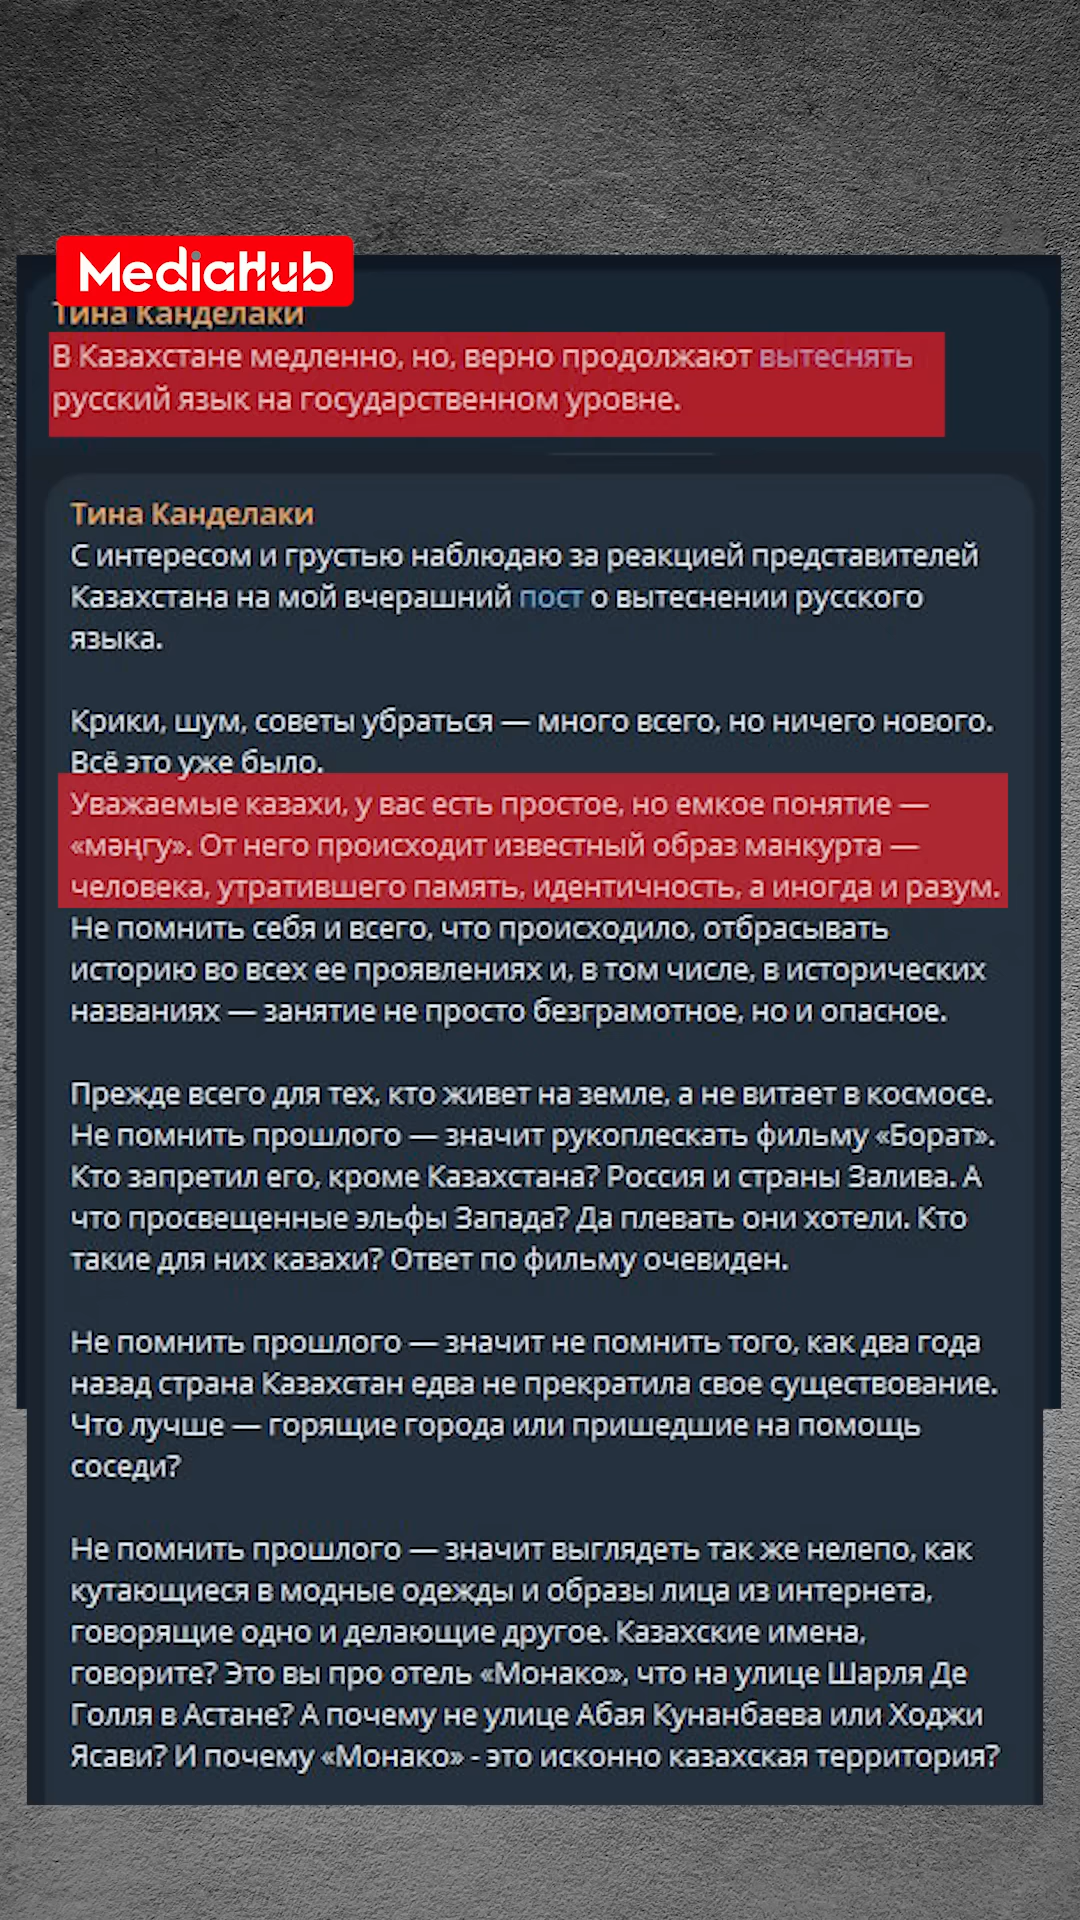 MediaHub
Тина Канделаки
В Казахстане медленно, но, верно продолжают вытеснять
русский язык на государственном уровне.
Тина Канделаки
С интересом и грустью наблюдаю за реакцией представителей
Казахстана на мой вчерашний пост о вытеснении русского
языка.
Крики, шум, советы убраться — много всего, но ничего нового.
Всё это уже было.
Уважаемые казахи, у вас есть простое, но емкое понятие —
«мәңгу». От него происходит известный образ манкурта —
человека, утратившего память, идентичность, а иногда и разум.
Не помнить себя и всего, что происходило, отбрасывать
историю во всех ее проявлениях и, в том числе, в исторических
названиях — занятие не просто безграмотное, но и опасное.
Прежде всего для тех, кто живет на земле, а не витает в космосе.
Не помнить прошлого — значит рукоплескать фильму «Борат».
Кто запретил его, кроме Казахстана? Россия и страны Залива. А
что просвещенные эльфы Запада? Да плевать они хотели. Кто
такие для них казахи? Ответ по фильму очевиден.
Не помнить прошлого — значит не помнить того, как два года
назад страна Казахстан едва не прекратила свое существование.
Что лучше — горящие города или пришедшие на помощь
соседи?
Не помнить прошлого — значит выглядеть так же нелепо, как
кутающиеся в модные одежды и образы лица из интернета,
говорящие одно и делающие другое. Казахские имена,
говорите? Это вы про отель «Монако», что на улице Шарля Де
Голля в Астане? А почему не улице Абая Кунанбаева или Ходжи
Ясави? И почему «Монако» - это исконно казахская территория?